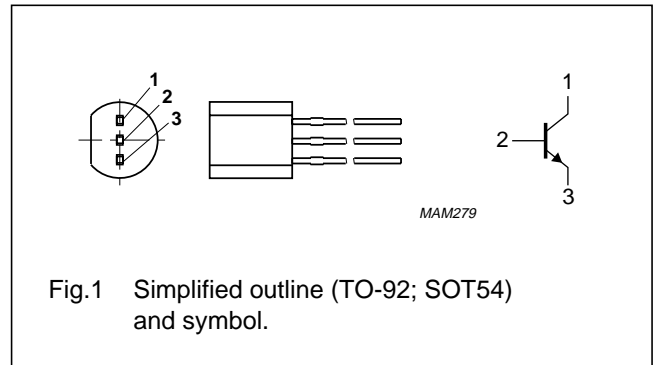 1
2
3
1
2
3
MAM279
Fig.1 Simplified outline (TO-92; SOT54)
and symbol.